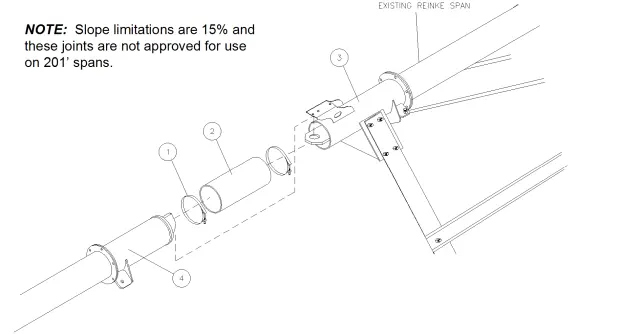 EXISTING REINKE SPAN
NOTE: Slope limitations are 15% and
these joints are not approved for use
on 201' spans.
3
2
1
4